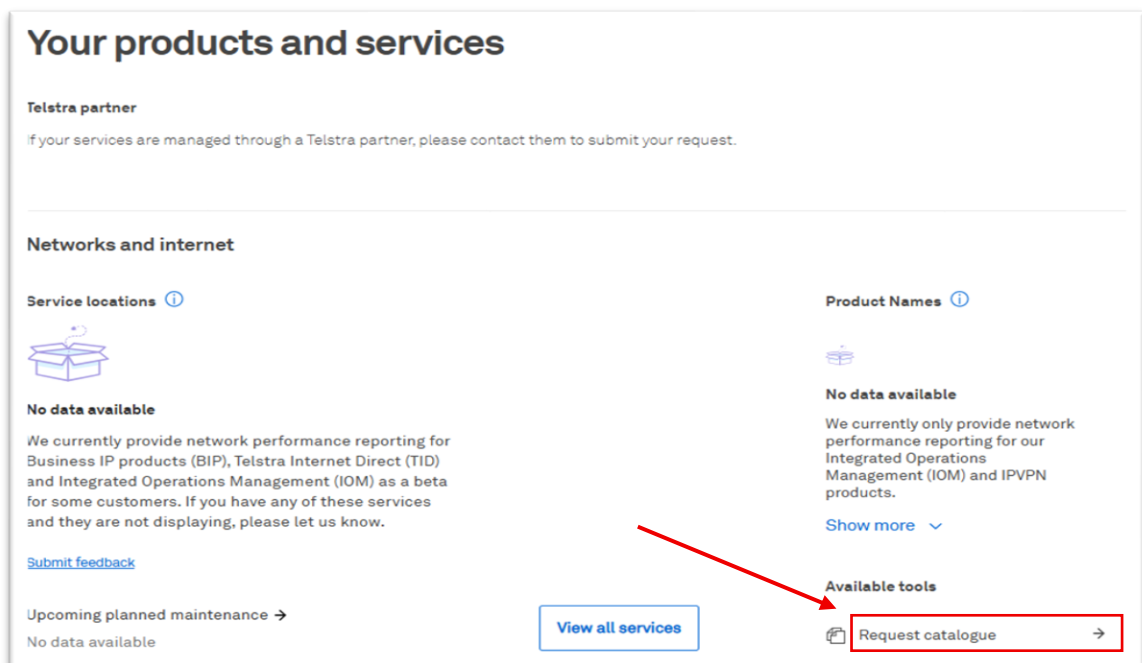 Your products and services
Telstra partner
If your services are managed through a Telstra partner, please contact them to submit your request.
Networks and internet
Service locations
No data available
We currently provide network performance reporting for
Business IP products (BIP), Telstra Internet Direct (TID)
and Integrated Operations Management (IOM) as a beta
for some customers. If you have any of these services
and they are not displaying, please let us know.
Submit feedback
Upcoming planned maintenance →
No data available
View all services
Product Names
No data available
We currently only provide network
performance reporting for our
Integrated Operations
Management (IOM) and IPVPN
products.
Show more
Available tools
Request catalogue →